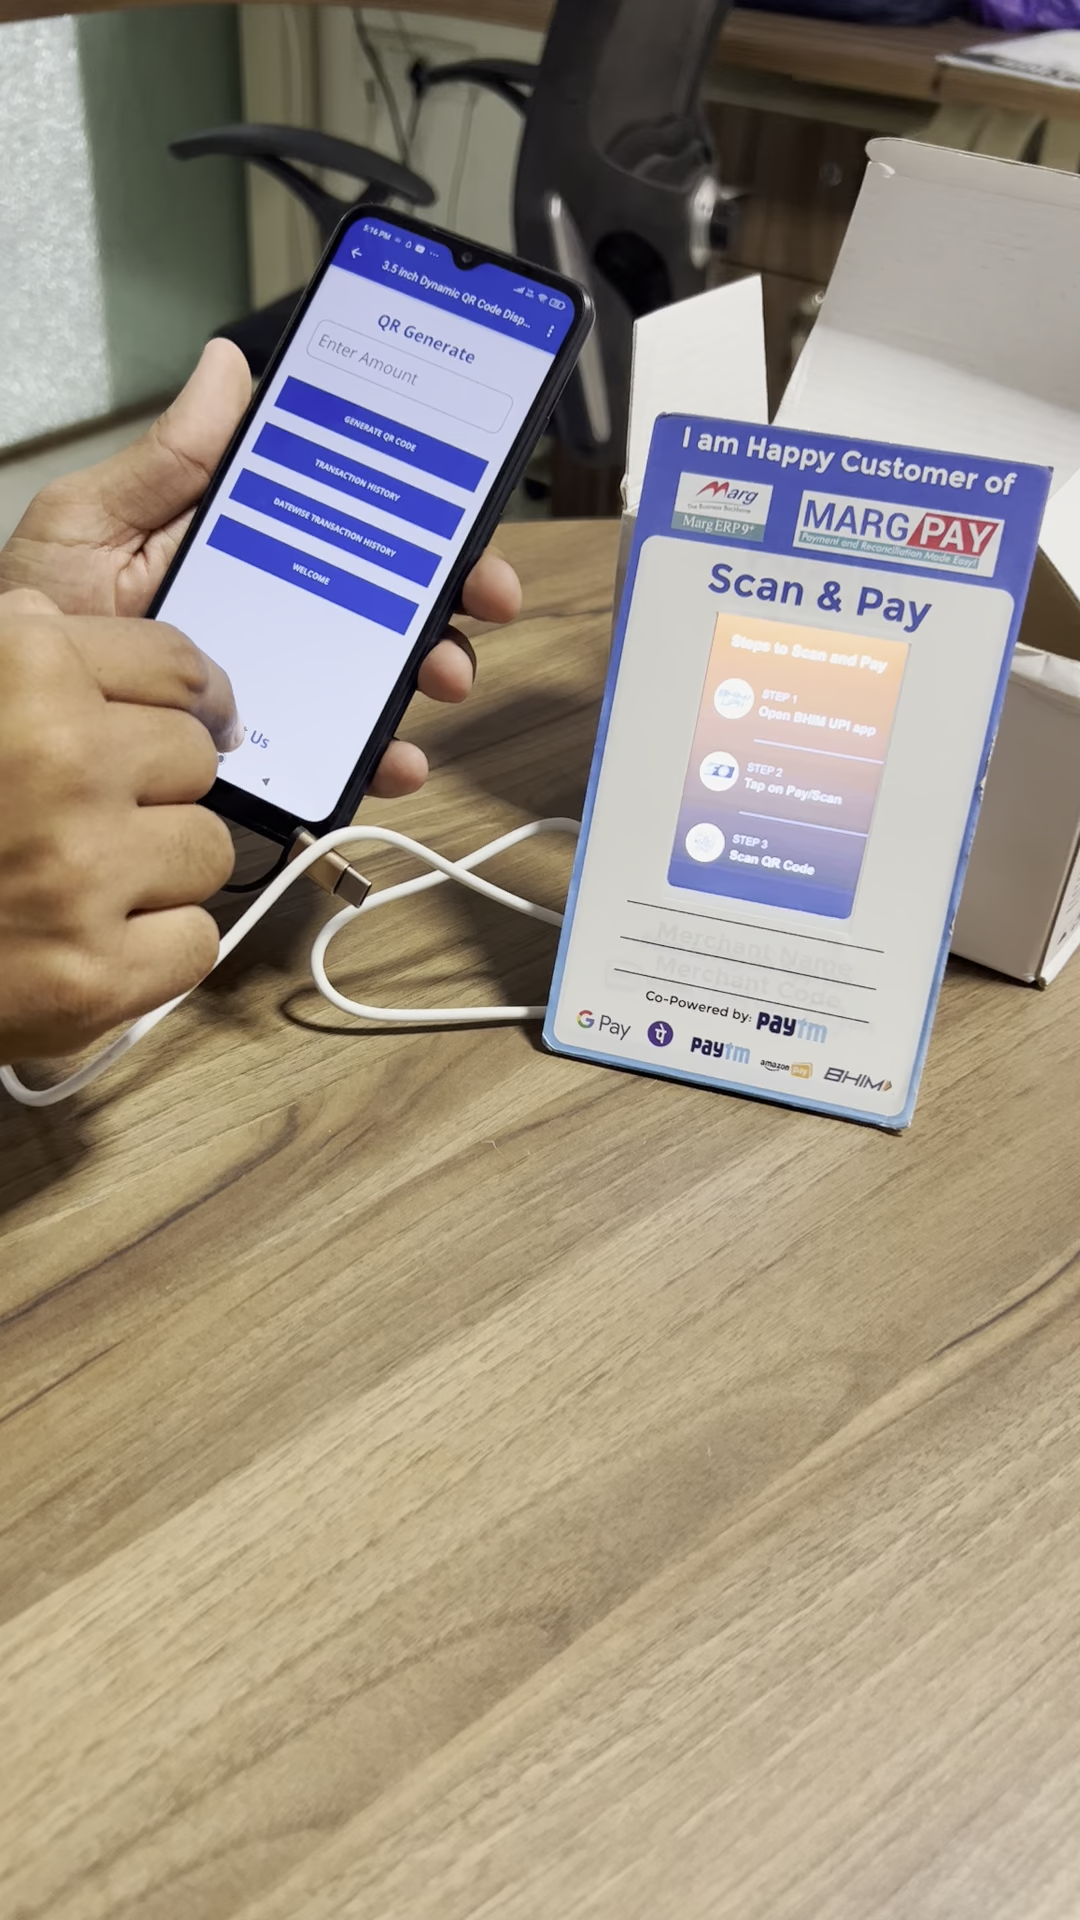 5:16 PM
3.5 inch Dynamic QR Code Disp...
QR Generate
Enter Amount
GENERATE QR CODE
TRANSACTION HISTORY
DATEWISE TRANSACTION HISTORY
WELCOME
Us
I am Happy Customer of
Marg
The Business Backbone
Marg ERP 9+
MARG PAY
Payment and Reconciliation Made Easy!
Scan & Pay
Steps to Scan and Pay
STEP 1
Open BHIM UPI app
STEP 2
Tap on Pay/Scan
STEP 3
Scan QR Code
Merchant Name
Merchant Code
Co-Powered by: paytm
G Pay पे paytm amazon pay BHIM